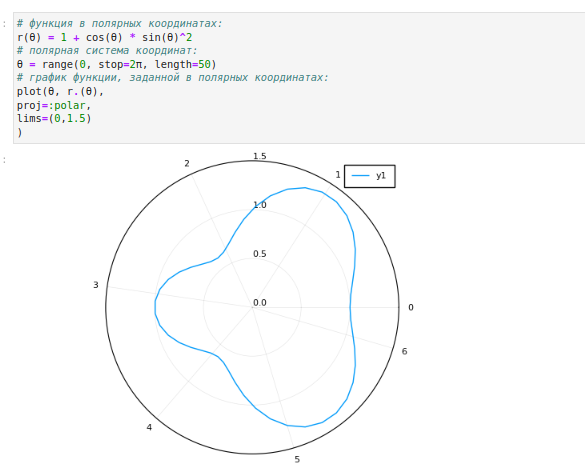 :
# функция в полярных координатах:
r(θ) = 1 + cos(θ) * sin(θ)^2
# полярная система координат:
θ = range(0, stop=2π, length=50)
# график функции, заданной в полярных координатах:
plot(θ, r.(θ),
proj=:polar,
lims=(0,1.5)
)
:
1.5
2
1
y1
1.0
0.5
3
0.0
0
6
4
5